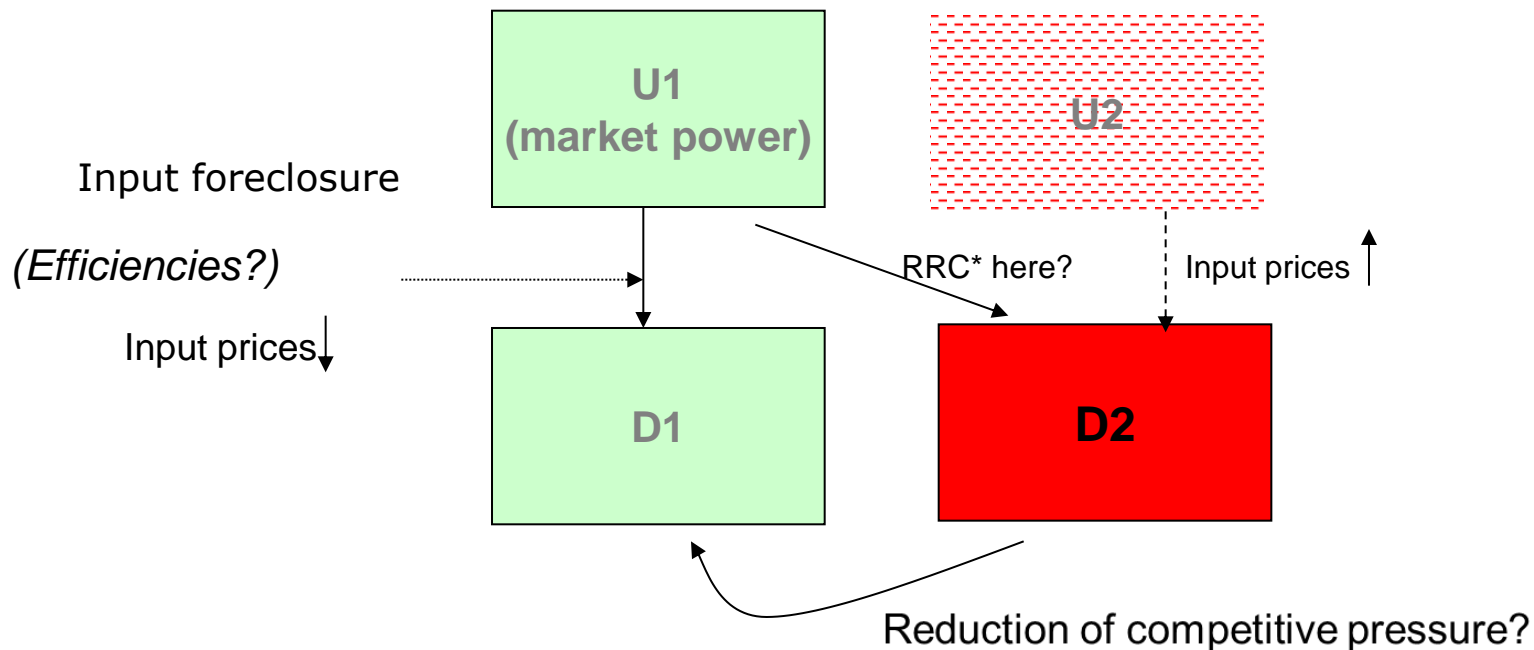 U1
(market power)
U2
Input foreclosure
(Efficiencies?)
RRC* here?
Input prices
Input prices
D1
D2
Reduction of competitive pressure?